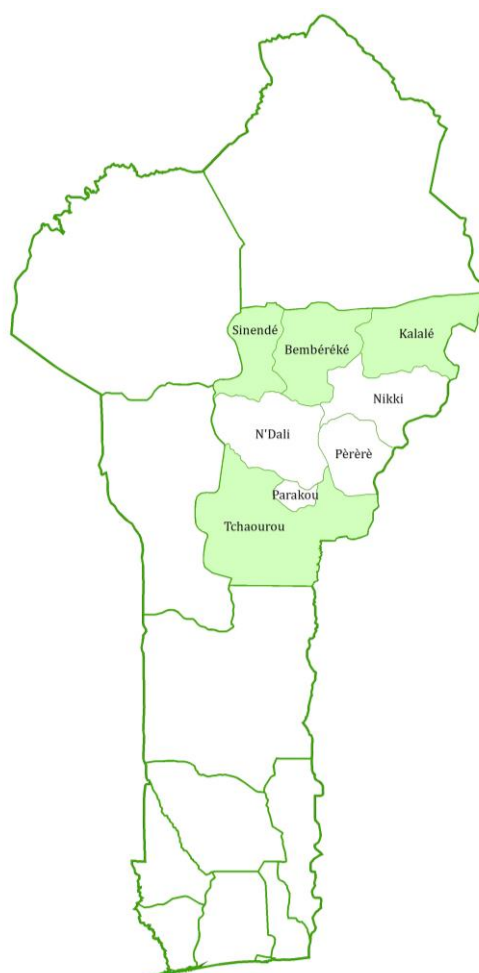 Sinendé
Bembéréké
Kalalé
Nikki
N'Dali
Pèrèrè
Parakou
Tchaourou